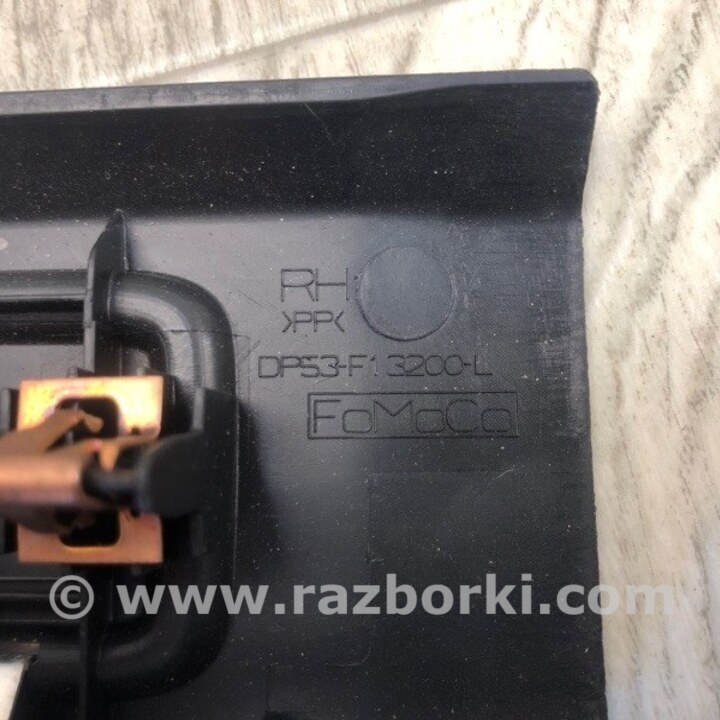 RH
>PP<
DP53-F13200-L
FoMoCo
© www.razborki.com